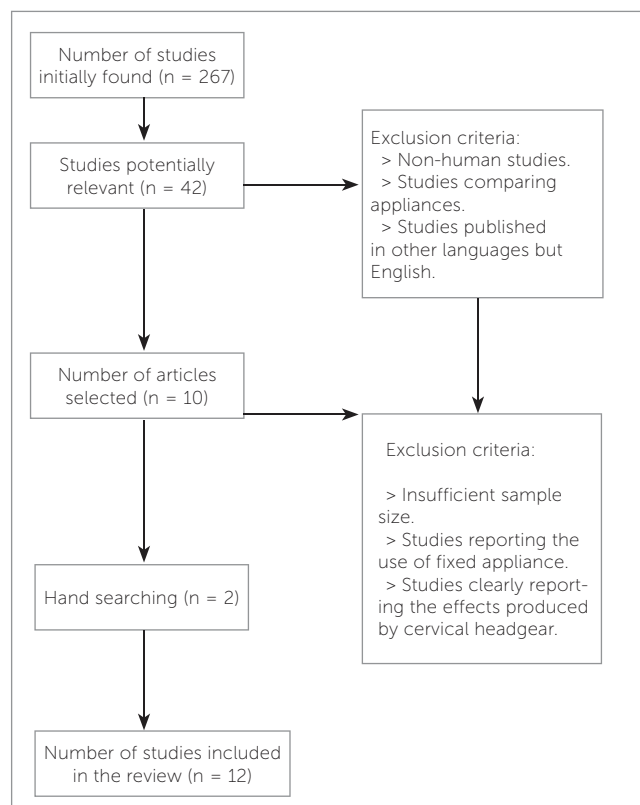 Number of studies
initially found (n = 267)
Studies potentially
relevant (n = 42)
Exclusion criteria:
> Non-human studies.
> Studies comparing
appliances.
> Studies published
in other languages but
English.
Number of articles
selected (n = 10)
Exclusion criteria:
> Insufficient sample
size.
> Studies reporting the
use of fixed appliance.
> Studies clearly report-
ing the effects produced
by cervical headgear.
Hand searching (n = 2)
Number of studies included
in the review (n = 12)